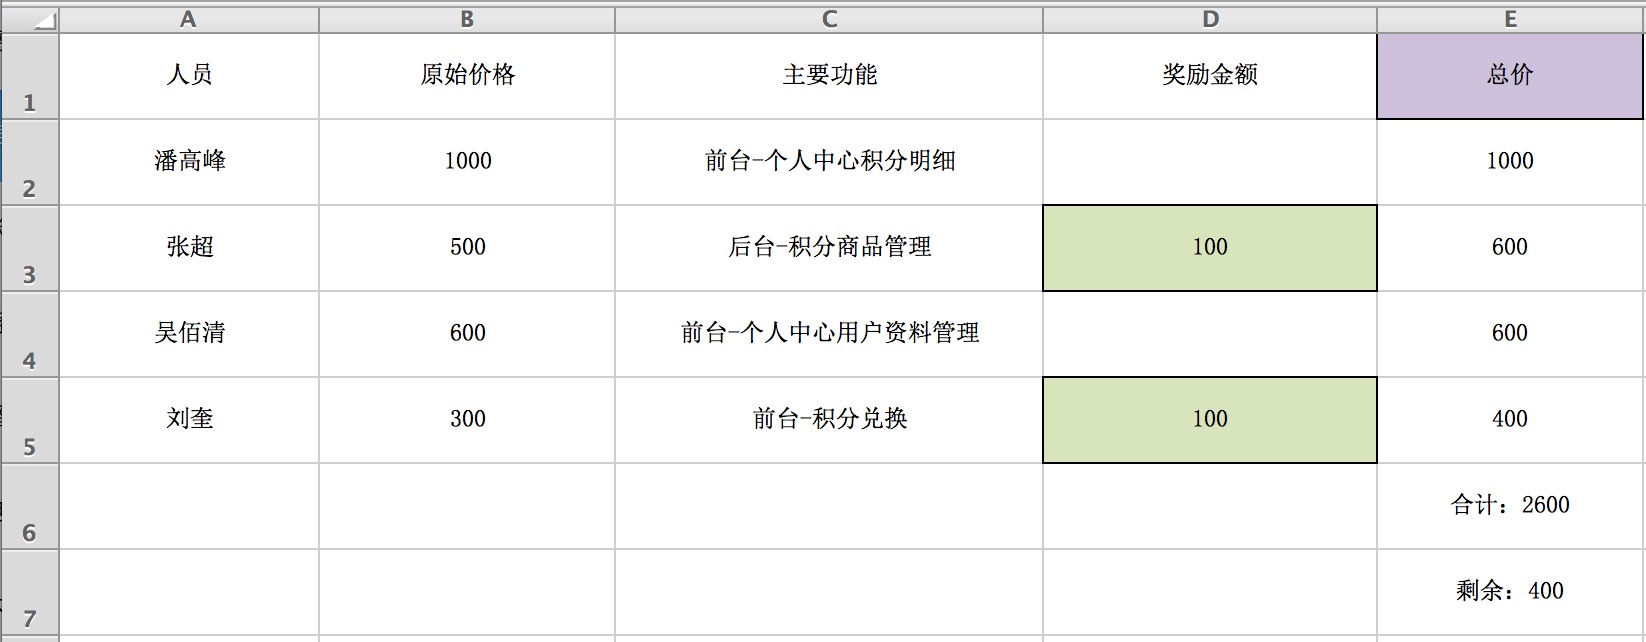 A B C D E
1 人员 原始价格 主要功能 奖励金额 总价
2 潘高峰 1000 前台-个人中心积分明细 1000
3 张超 500 后台-积分商品管理 100 600
4 吴佰清 600 前台-个人中心用户资料管理 600
5 刘奎 300 前台-积分兑换 100 400
6 合计：2600
7 剩余：400